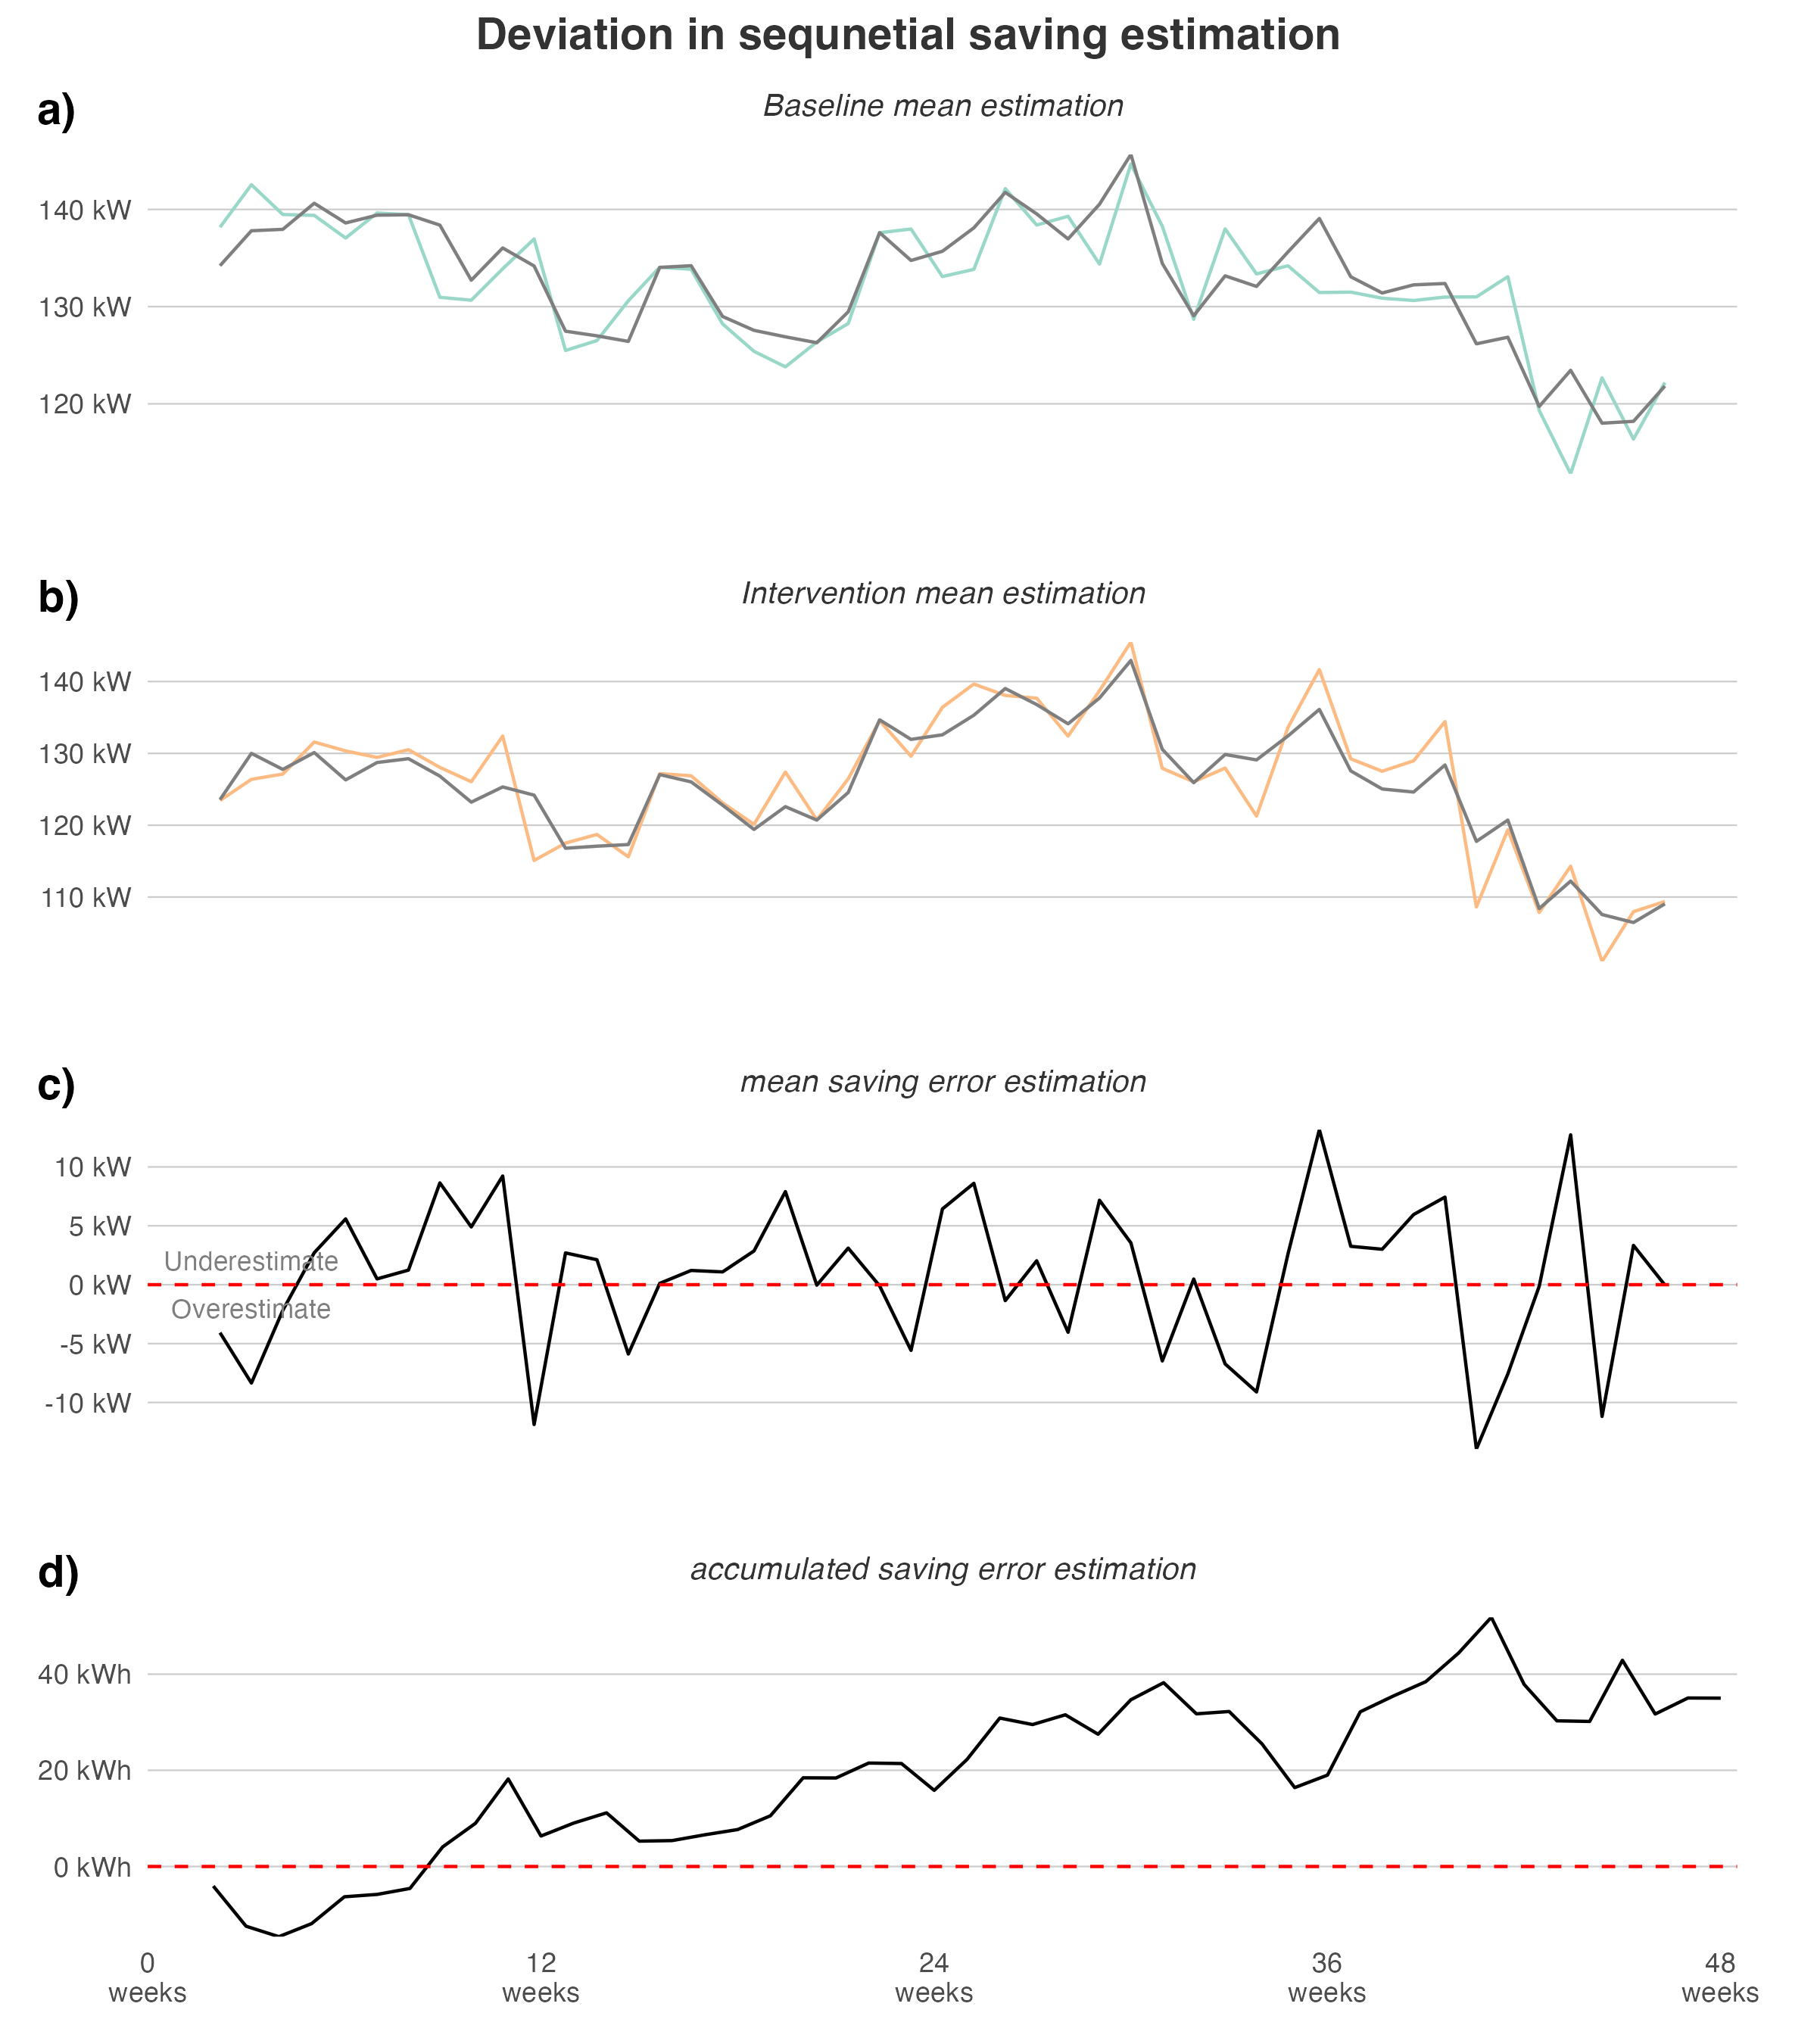 Deviation in sequnetial saving estimation
a)
Baseline mean estimation
140 kW
130 kW
120 kW
b)
Intervention mean estimation
140 kW
130 kW
120 kW
110 kW
c)
mean saving error estimation
10 kW
5 kW
Underestimate
0 kW
Overestimate
-5 kW
-10 kW
d)
accumulated saving error estimation
40 kWh
20 kWh
0 kWh
0 12 24 36 48
weeks weeks weeks weeks weeks